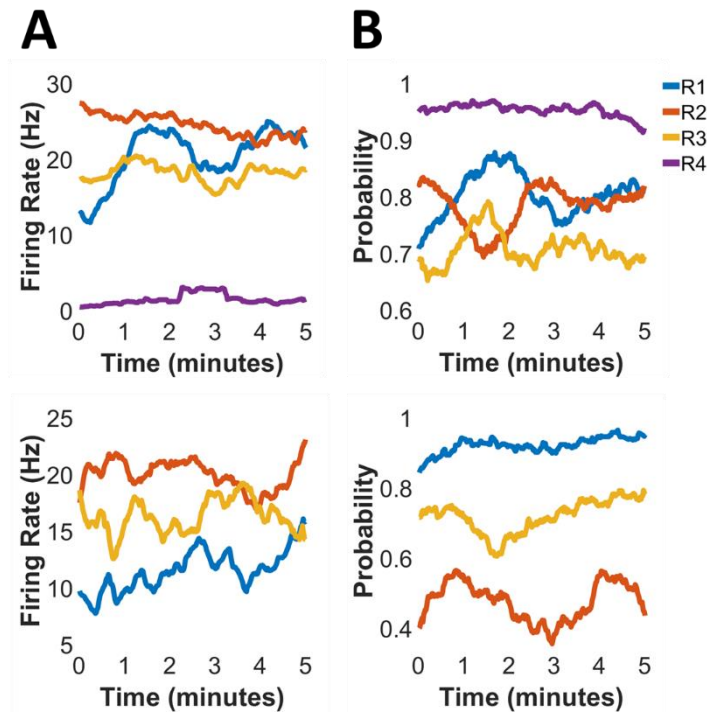 A
B
30
20
10
0
Firing Rate (Hz)
0 1 2 3 4 5
Time (minutes)
1
0.9
0.8
0.7
0.6
Probability
0 1 2 3 4 5
Time (minutes)
R1
R2
R3
R4
25
20
15
10
5
Firing Rate (Hz)
0 1 2 3 4 5
Time (minutes)
1
0.8
0.6
0.4
Probability
0 1 2 3 4 5
Time (minutes)